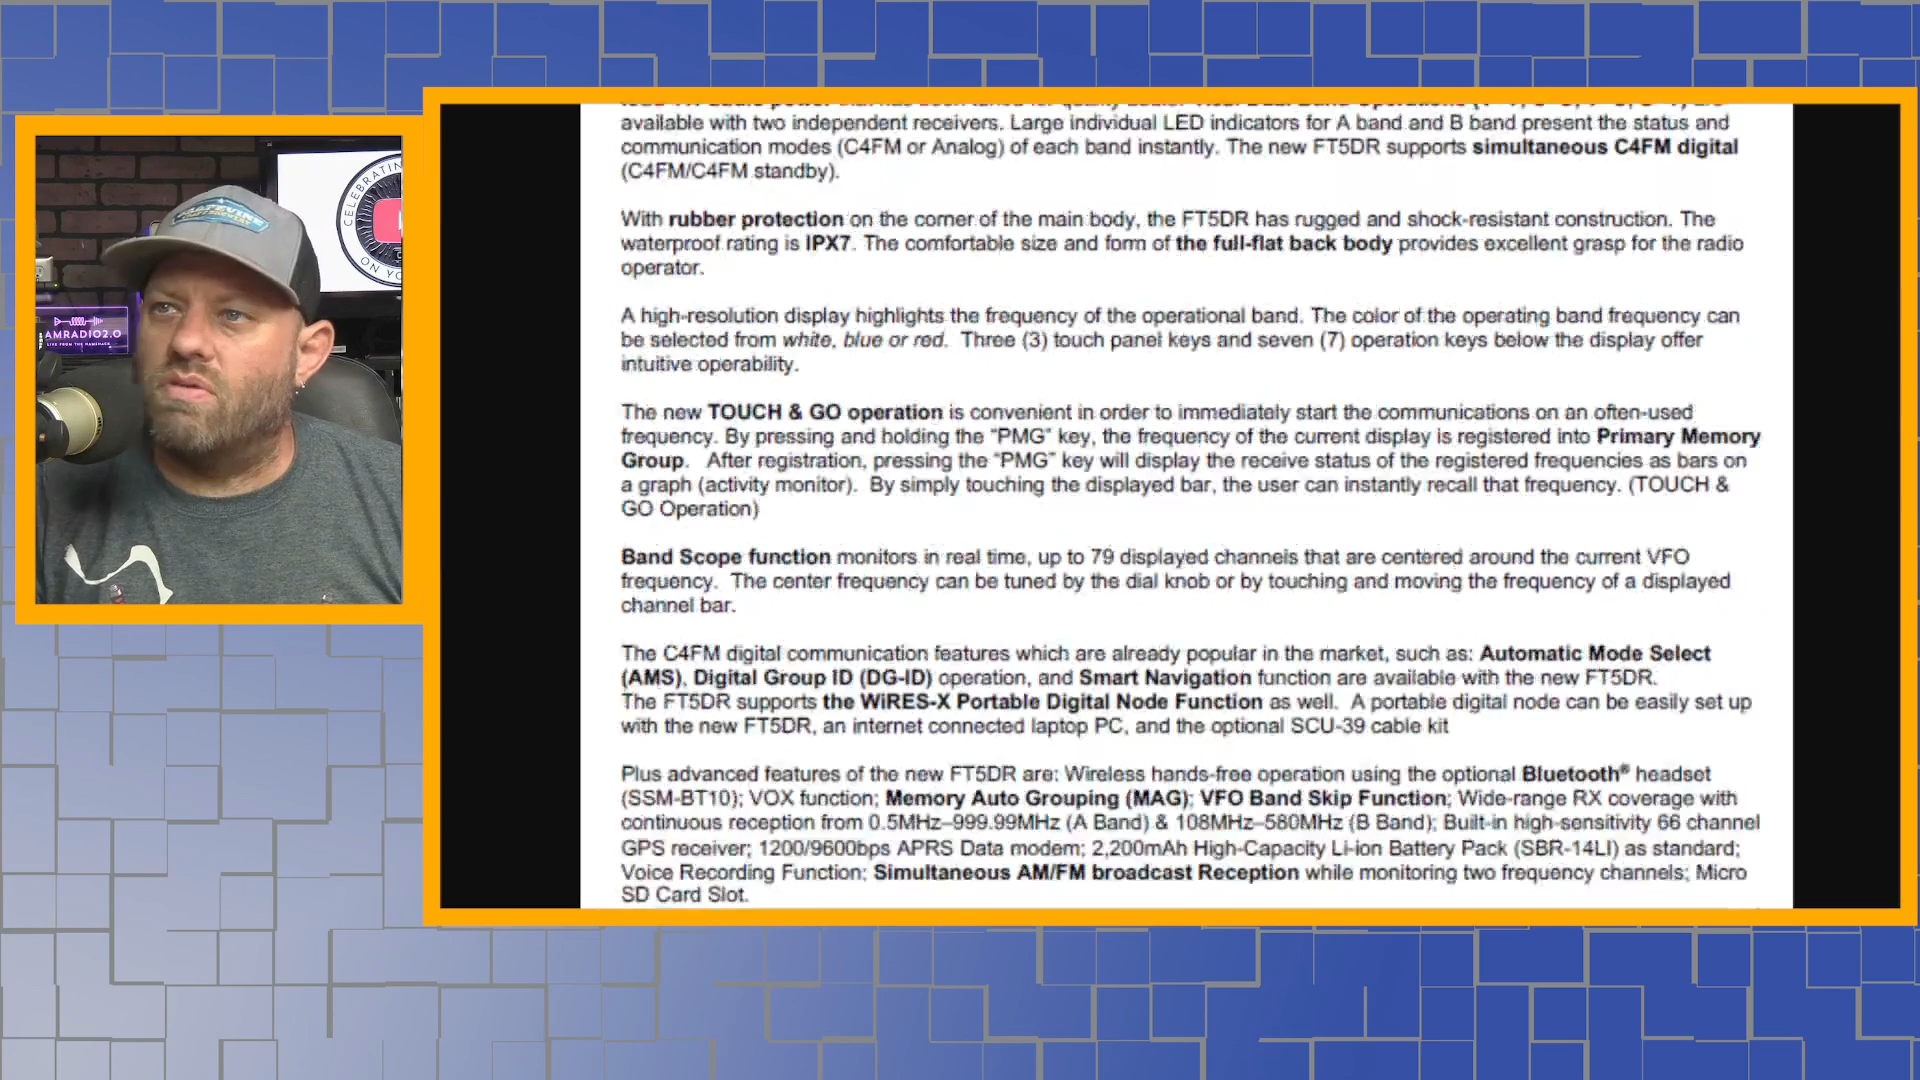 available with two independent receivers. Large individual LED indicators for A band and B band present the status and
communication modes (C4FM or Analog) of each band instantly. The new FT5DR supports simultaneous C4FM digital
(C4FM/C4FM standby).
With rubber protection on the corner of the main body, the FT5DR has rugged and shock-resistant construction. The
waterproof rating is IPX7. The comfortable size and form of the full-flat back body provides excellent grasp for the radio
operator.
A high-resolution display highlights the frequency of the operational band. The color of the operating band frequency can
be selected from white, blue or red. Three (3) touch panel keys and seven (7) operation keys below the display offer
intuitive operability.
The new TOUCH & GO operation is convenient in order to immediately start the communications on an often-used
frequency. By pressing and holding the "PMG" key, the frequency of the current display is registered into Primary Memory
Group. After registration, pressing the "PMG" key will display the receive status of the registered frequencies as bars on
a graph (activity monitor). By simply touching the displayed bar, the user can instantly recall that frequency. (TOUCH &
GO Operation)
Band Scope function monitors in real time, up to 79 displayed channels that are centered around the current VFO
frequency. The center frequency can be tuned by the dial knob or by touching and moving the frequency of a displayed
channel bar.
The C4FM digital communication features which are already popular in the market, such as: Automatic Mode Select
(AMS), Digital Group ID (DG-ID) operation, and Smart Navigation function are available with the new FT5DR.
The FT5DR supports the WiRES-X Portable Digital Node Function as well. A portable digital node can be easily set up
with the new FT5DR, an internet connected laptop PC, and the optional SCU-39 cable kit
Plus advanced features of the new FT5DR are: Wireless hands-free operation using the optional Bluetooth® headset
(SSM-BT10); VOX function; Memory Auto Grouping (MAG); VFO Band Skip Function; Wide-range RX coverage with
continuous reception from 0.5MHz–999.99MHz (A Band) & 108MHz–580MHz (B Band); Built-in high-sensitivity 66 channel
GPS receiver; 1200/9600bps APRS Data modem; 2,200mAh High-Capacity Li-ion Battery Pack (SBR-14LI) as standard;
Voice Recording Function; Simultaneous AM/FM broadcast Reception while monitoring two frequency channels; Micro
SD Card Slot.
CELEBRATIN
ON YO
GRAPEVINE
AMRADIO2.0
LIVE FROM THE HAMSHACK